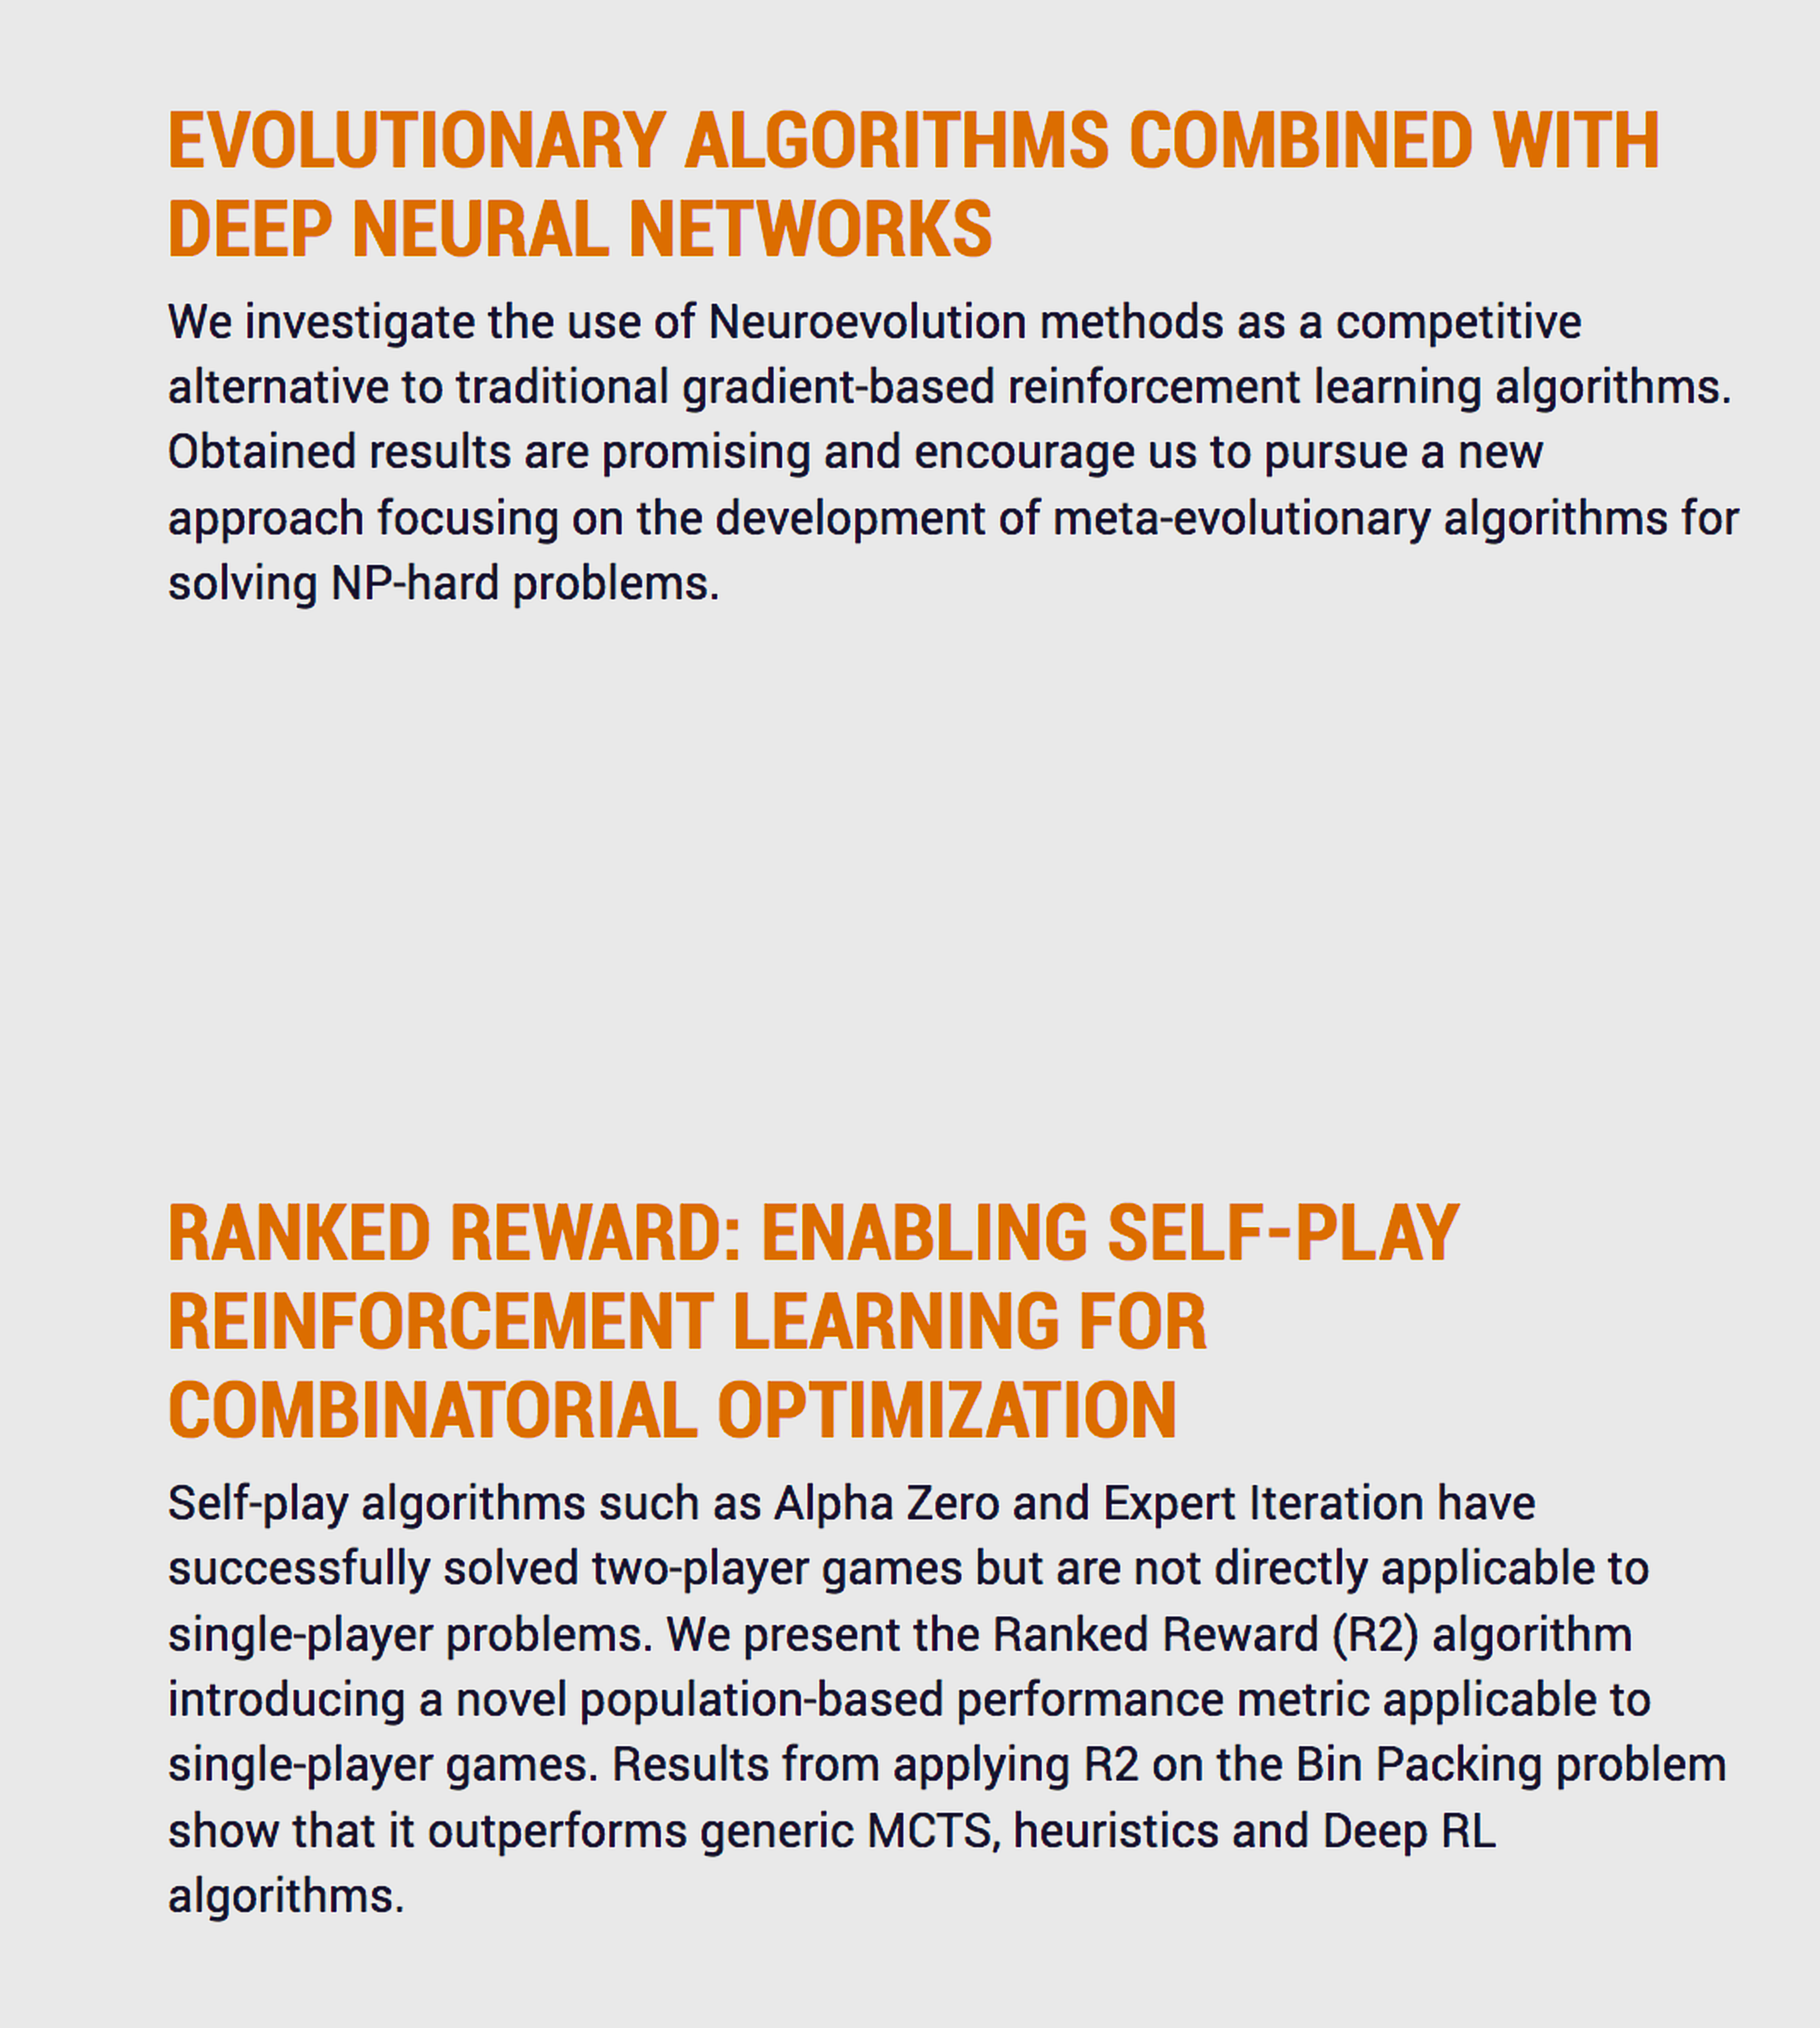 EVOLUTIONARY ALGORITHMS COMBINED WITH
DEEP NEURAL NETWORKS
We investigate the use of Neuroevolution methods as a competitive
alternative to traditional gradient-based reinforcement learning algorithms.
Obtained results are promising and encourage us to pursue a new
approach focusing on the development of meta-evolutionary algorithms for
solving NP-hard problems.
RANKED REWARD: ENABLING SELF-PLAY
REINFORCEMENT LEARNING FOR
COMBINATORIAL OPTIMIZATION
Self-play algorithms such as Alpha Zero and Expert Iteration have
successfully solved two-player games but are not directly applicable to
single-player problems. We present the Ranked Reward (R2) algorithm
introducing a novel population-based performance metric applicable to
single-player games. Results from applying R2 on the Bin Packing problem
show that it outperforms generic MCTS, heuristics and Deep RL
algorithms.